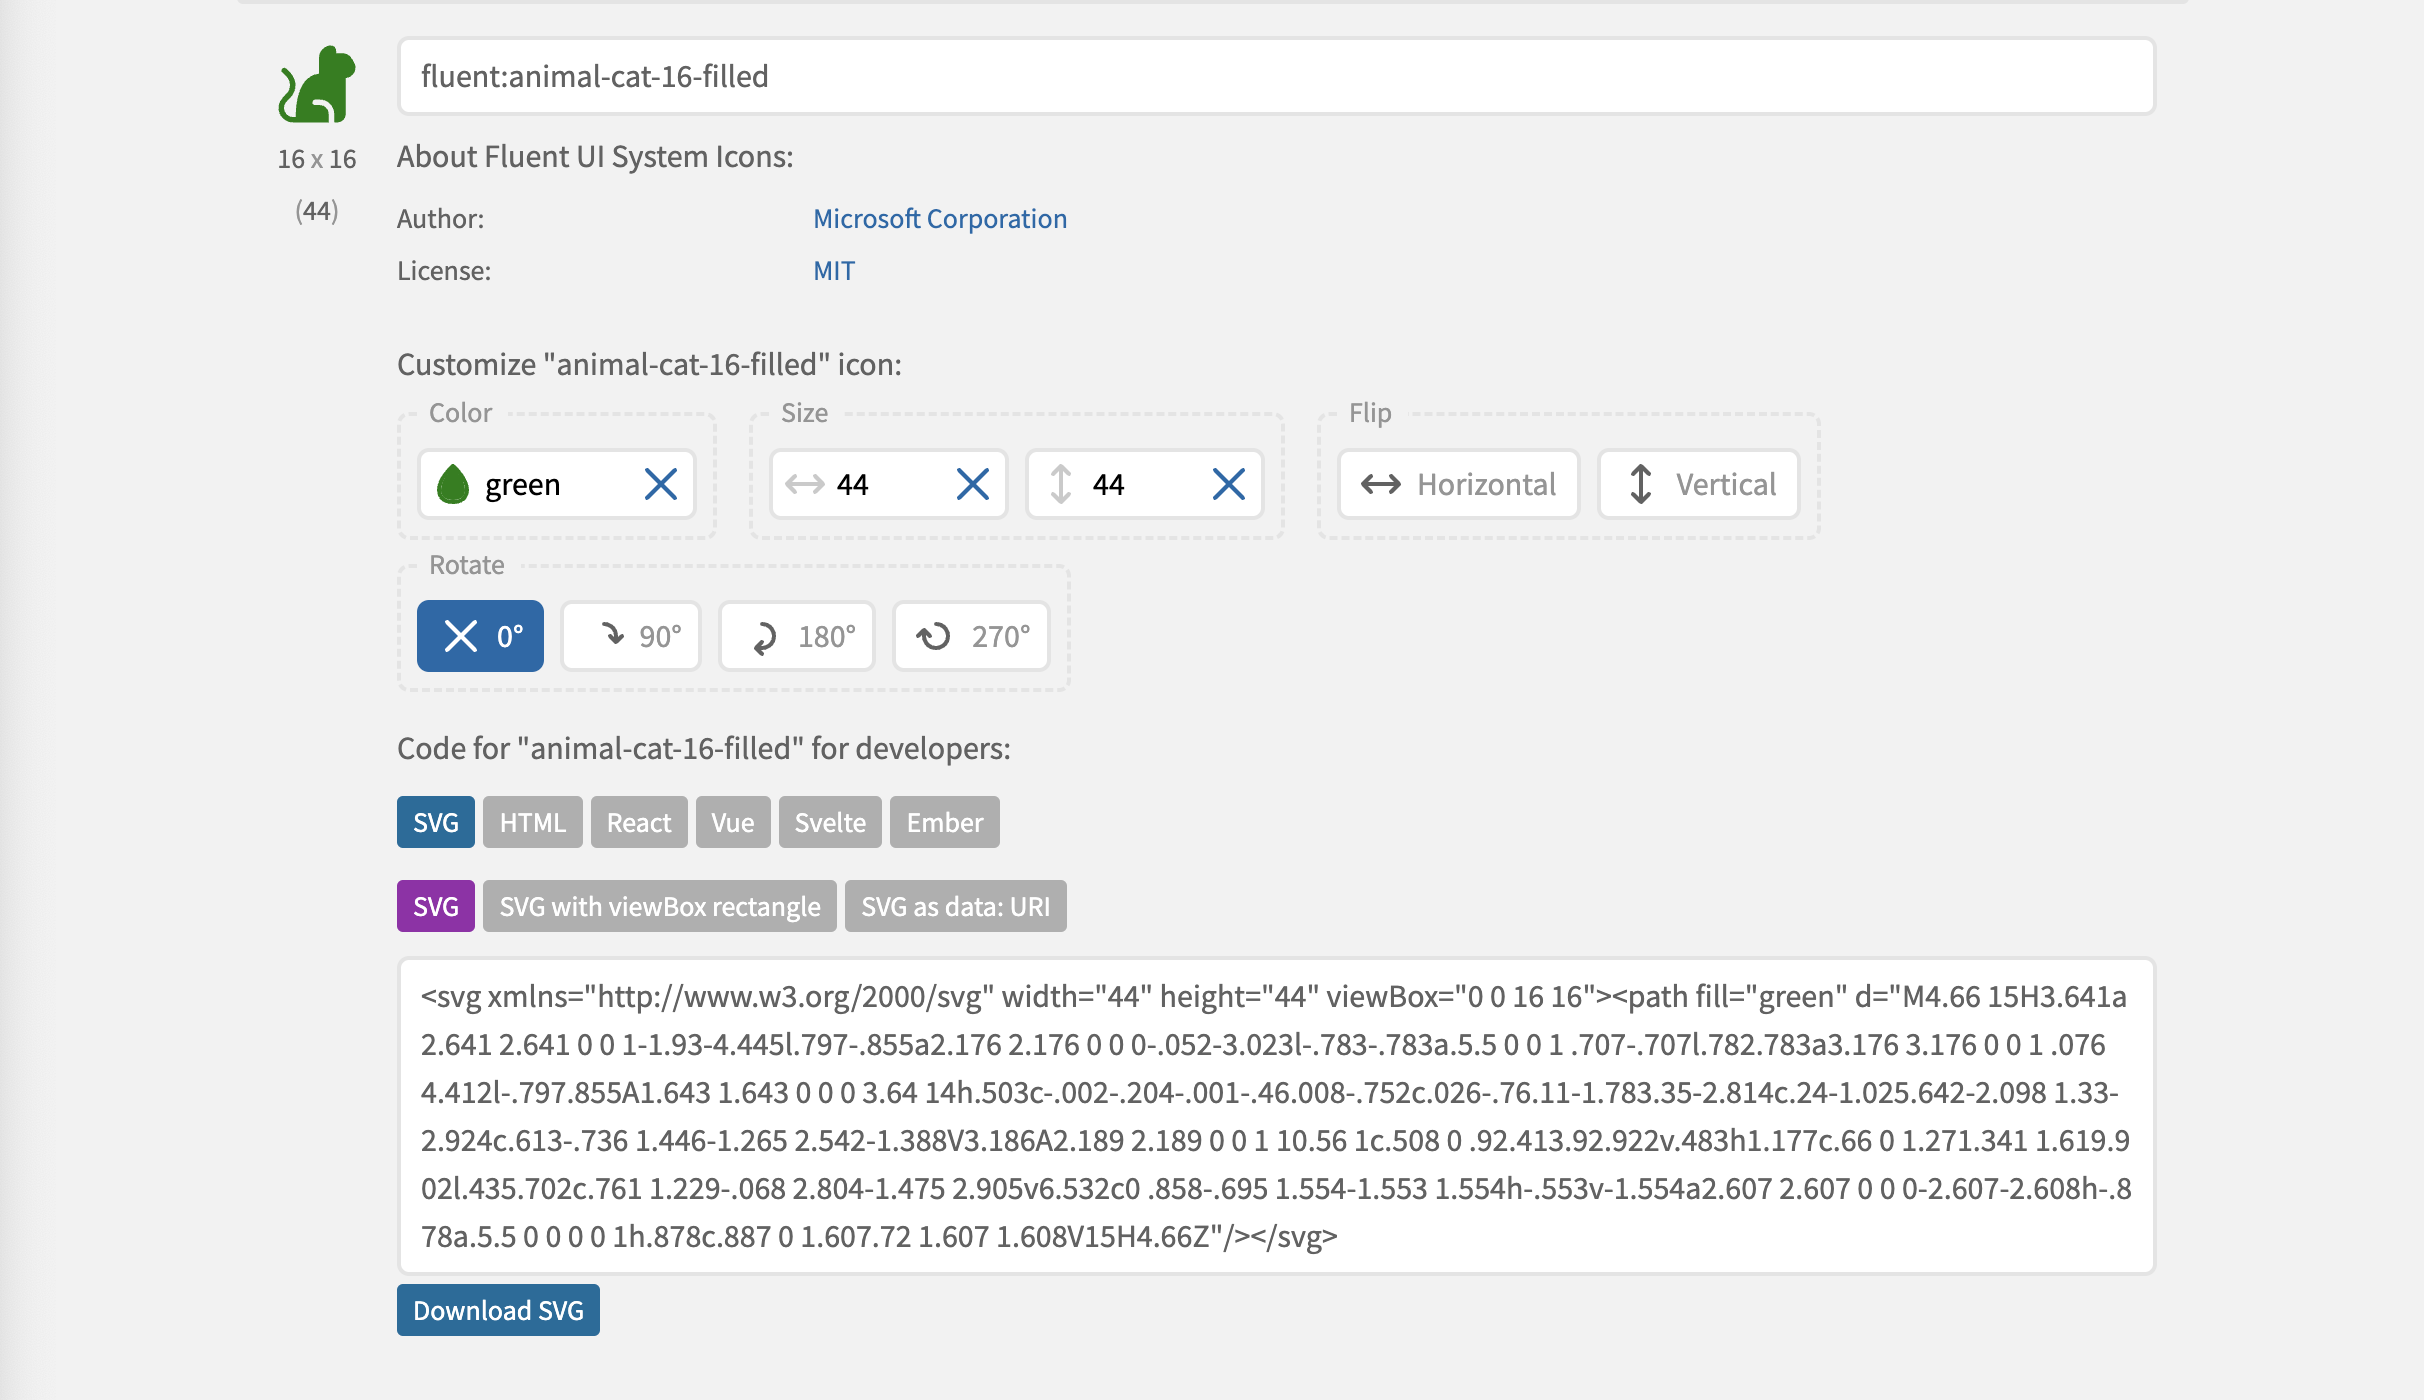 fluent:animal-cat-16-filled
16 x 16
(44)
About Fluent UI System Icons:
Author: Microsoft Corporation
License: MIT
Customize "animal-cat-16-filled" icon:
Color Size Flip
green 44 44 Horizontal Vertical
Rotate
0° 90° 180° 270°
Code for "animal-cat-16-filled" for developers:
SVG HTML React Vue Svelte Ember
SVG SVG with viewBox rectangle SVG as data: URI
<svg xmlns="http://www.w3.org/2000/svg" width="44" height="44" viewBox="0 0 16 16"><path fill="green" d="M4.66 15H3.641a
2.641 2.641 0 0 1-1.93-4.445l.797-.855a2.176 2.176 0 0 0-.052-3.023l-.783-.783a.5.5 0 0 1 .707-.707l.782.783a3.176 3.176 0 0 1 .076
4.412l-.797.855A1.643 1.643 0 0 0 3.64 14h.503c-.002-.204-.001-.46.008-.752c.026-.76.11-1.783.35-2.814c.24-1.025.642-2.098 1.33-
2.924c.613-.736 1.446-1.265 2.542-1.388V3.186A2.189 2.189 0 0 1 10.56 1c.508 0 .92.413.92.922v.483h1.177c.66 0 1.271.341 1.619.9
02l.435.702c.761 1.229-.068 2.804-1.475 2.905v6.532c0 .858-.695 1.554-1.553 1.554h-.553v-1.554a2.607 2.607 0 0 0-2.607-2.608h-.8
78a.5.5 0 0 0 0 1h.878c.887 0 1.607.72 1.607 1.608V15H4.66Z"/></svg>
Download SVG